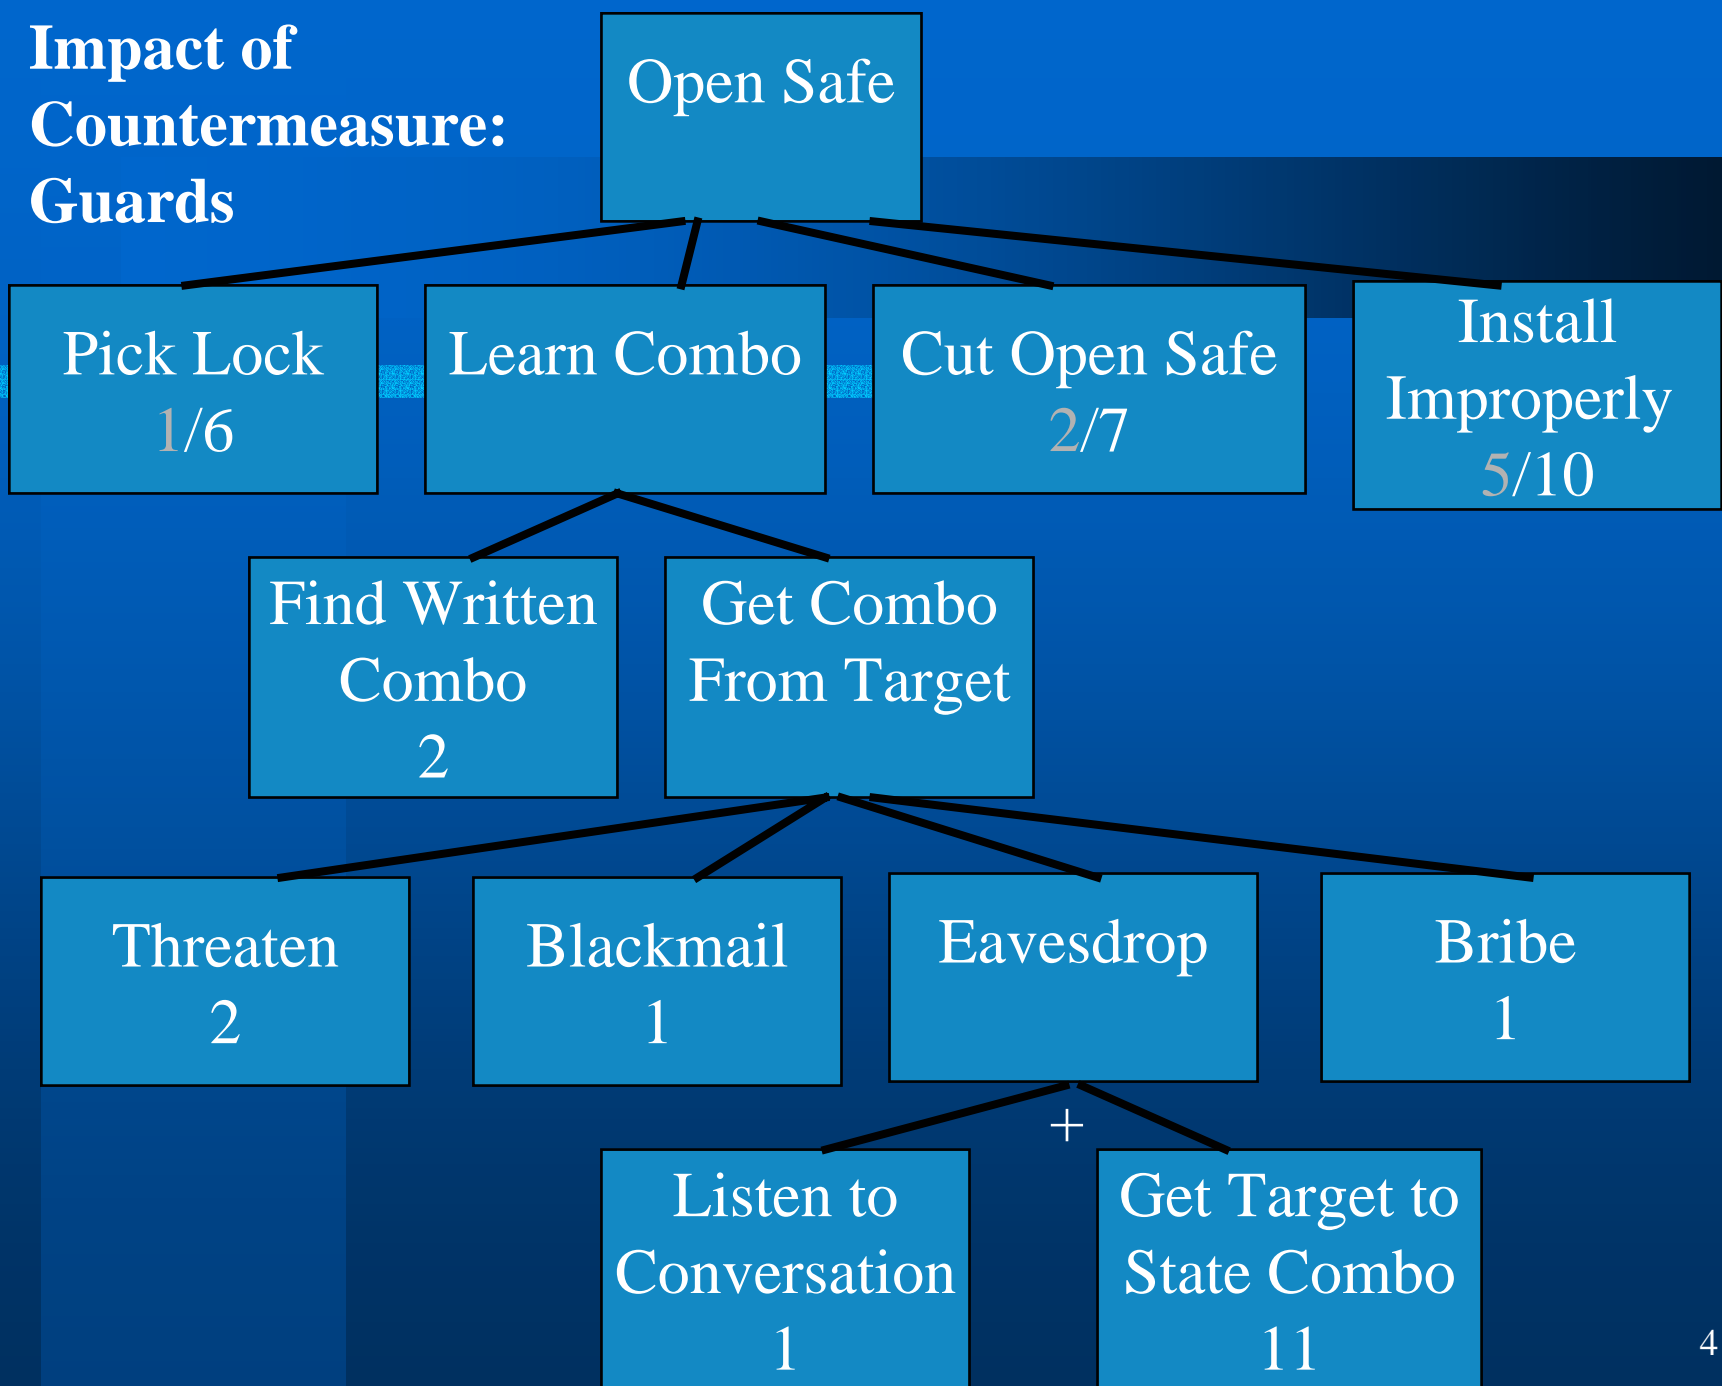 Impact of
Countermeasure:
Guards
Open Safe
Pick Lock
1/6
Learn Combo
Cut Open Safe
2/7
Install
Improperly
5/10
Find Written
Combo
2
Get Combo
From Target
Threaten
2
Blackmail
1
Eavesdrop
Bribe
1
+
Listen to
Conversation
1
Get Target to
State Combo
11
4